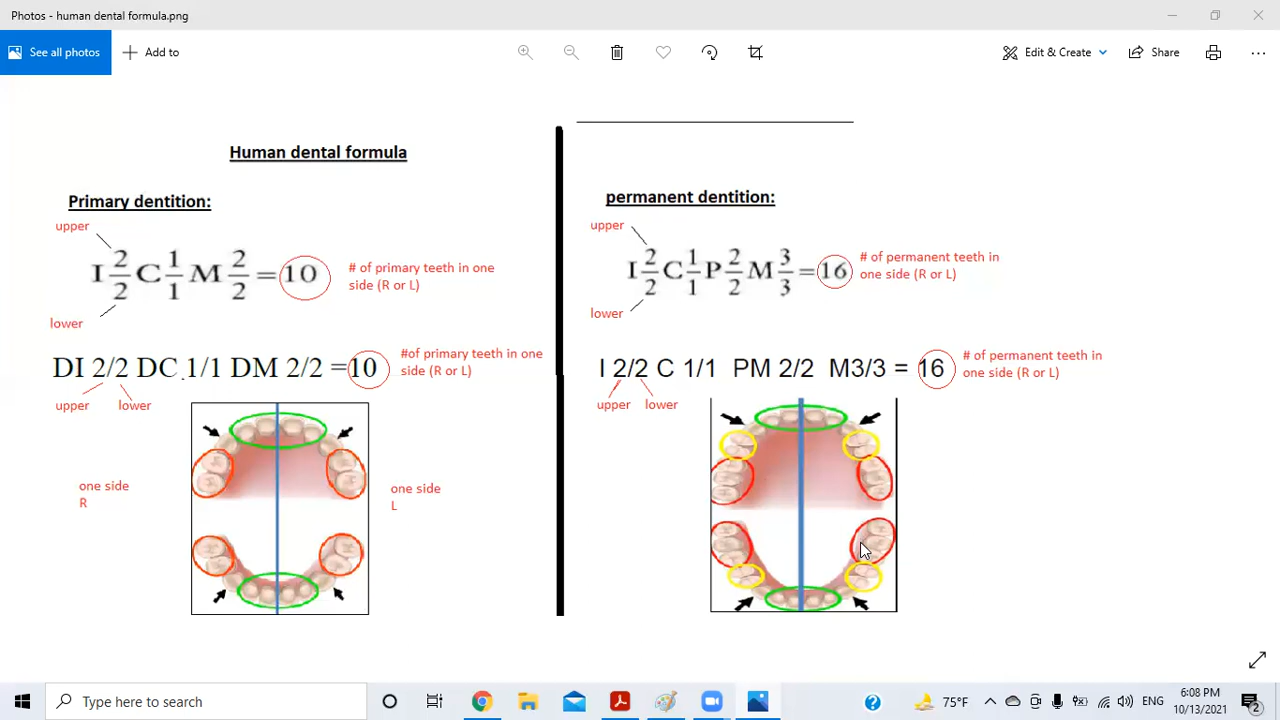 Photos - human dental formula.png
See all photos
Add to
Edit & Create
Share
Human dental formula
Primary dentition:
upper
I 2/2 C 1/1 M 2/2 = 10
# of primary teeth in one
side (R or L)
lower
DI 2/2 DC 1/1 DM 2/2 =10
#of primary teeth in one
side (R or L)
upper
lower
one side
R
one side
L
permanent dentition:
upper
I 2/2 C 1/1 P 2/2 M 3/3 = 16
# of permanent teeth in
one side (R or L)
lower
I 2/2 C 1/1 PM 2/2 M3/3 = 16
# of permanent teeth in
one side (R or L)
upper
lower
Type here to search
75°F
6:08 PM
10/13/2021
2